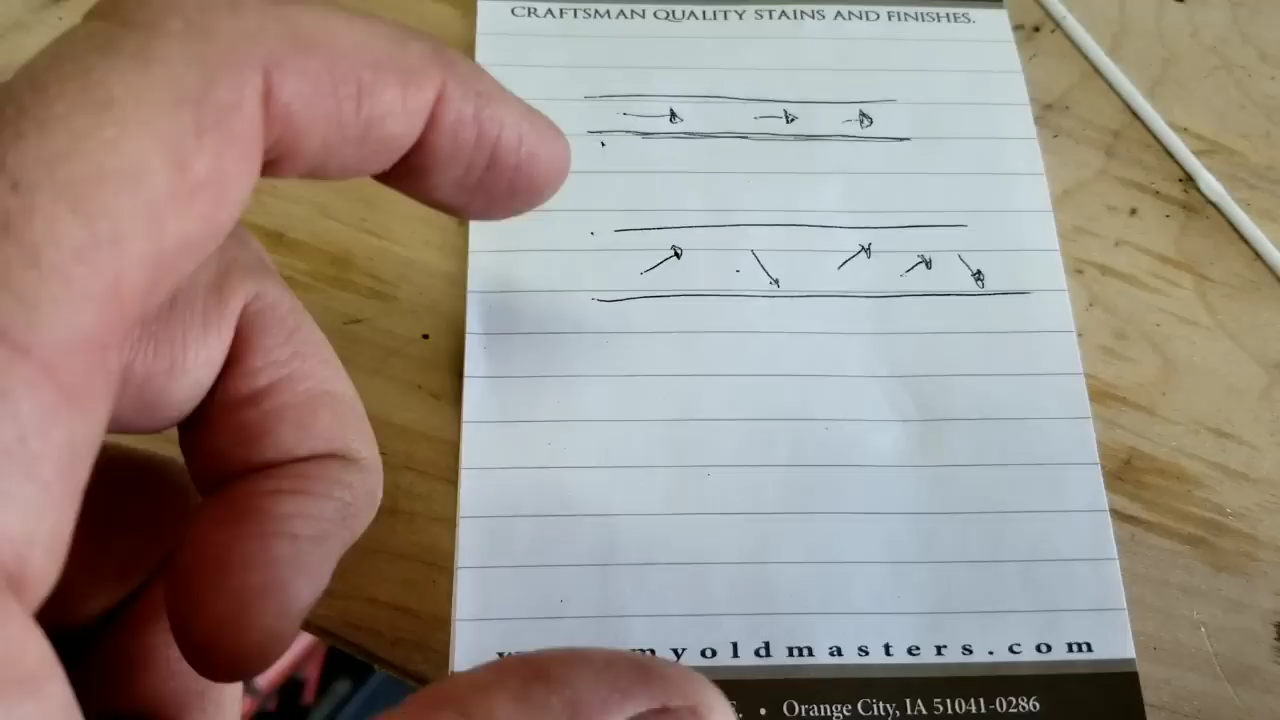 CRAFTSMAN QUALITY STAINS AND FINISHES.
myoldmasters.com
• Orange City, IA 51041-0286